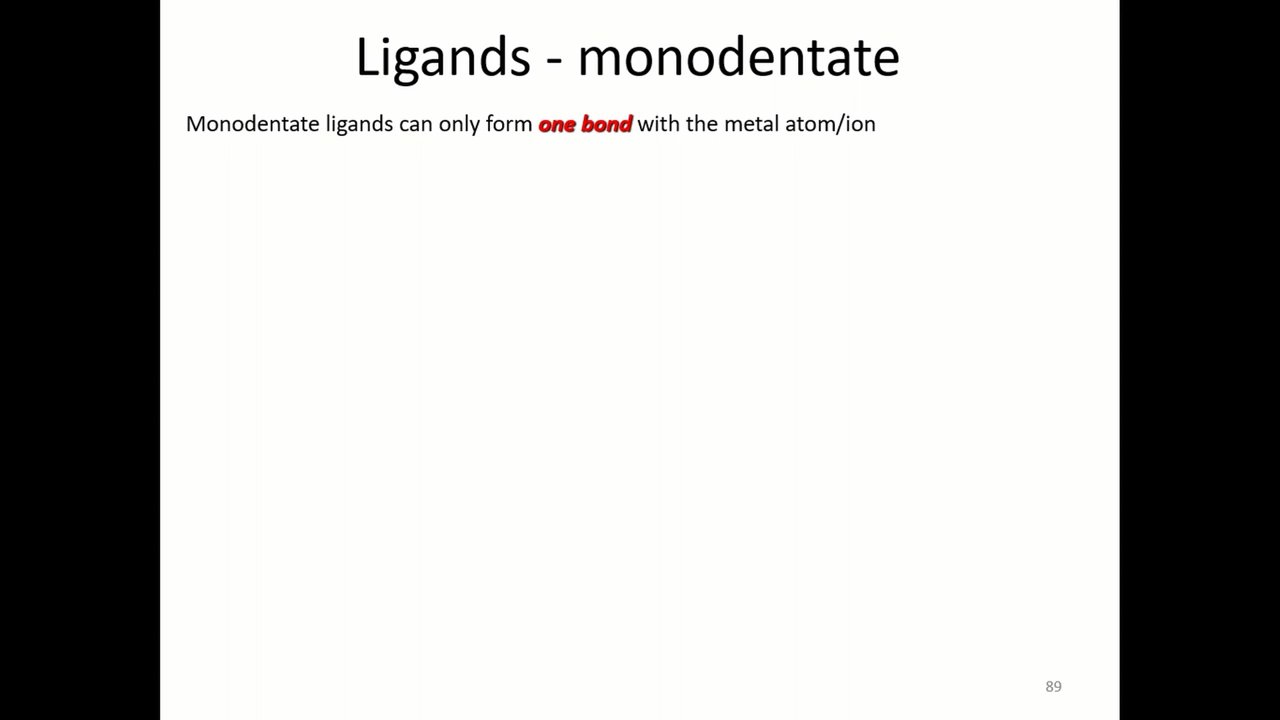 Ligands - monodentate
Monodentate ligands can only form one bond with the metal atom/ion
89